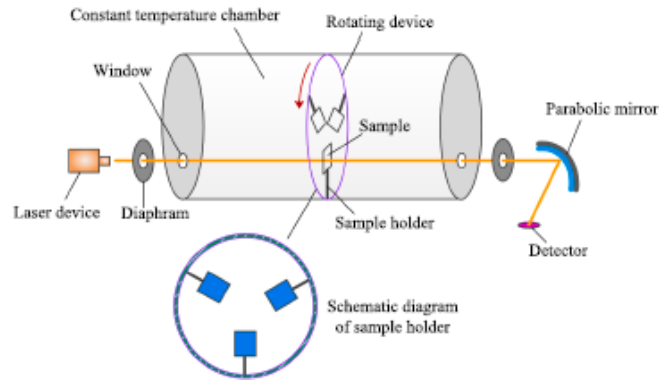 Constant temperature chamber
Rotating device
Window
Parabolic mirror
Sample
Laser device
Diaphram
Sample holder
Detector
Schematic diagram
of sample holder